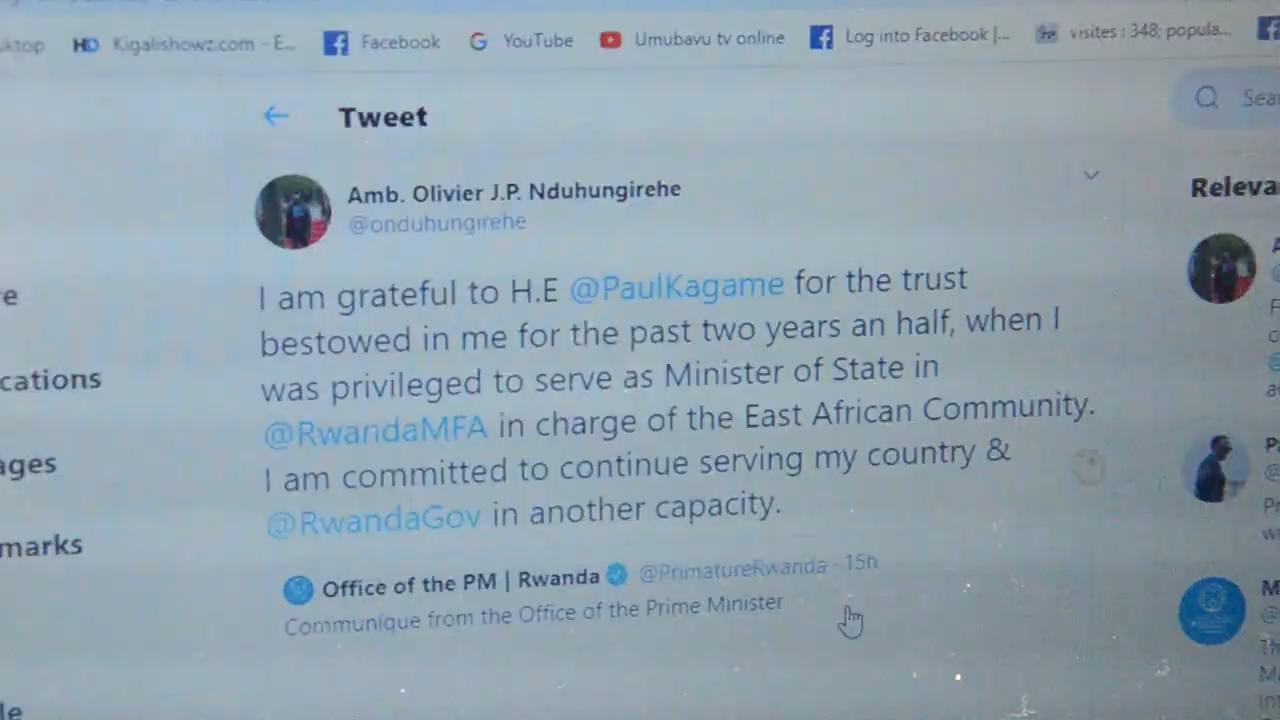 Kigalishowz.com - E...
Facebook
YouTube
Umubavu tv online
Log into Facebook |...
visites : 348; popula...
Tweet
Amb. Olivier J.P. Nduhungirehe
@onduhungirehe
I am grateful to H.E @PaulKagame for the trust
bestowed in me for the past two years an half, when I
was privileged to serve as Minister of State in
@RwandaMFA in charge of the East African Community.
I am committed to continue serving my country &
@RwandaGov in another capacity.
Office of the PM | Rwanda @PrimatureRwanda · 15h
Communique from the Office of the Prime Minister
cations
ages
marks
Sea
Releva